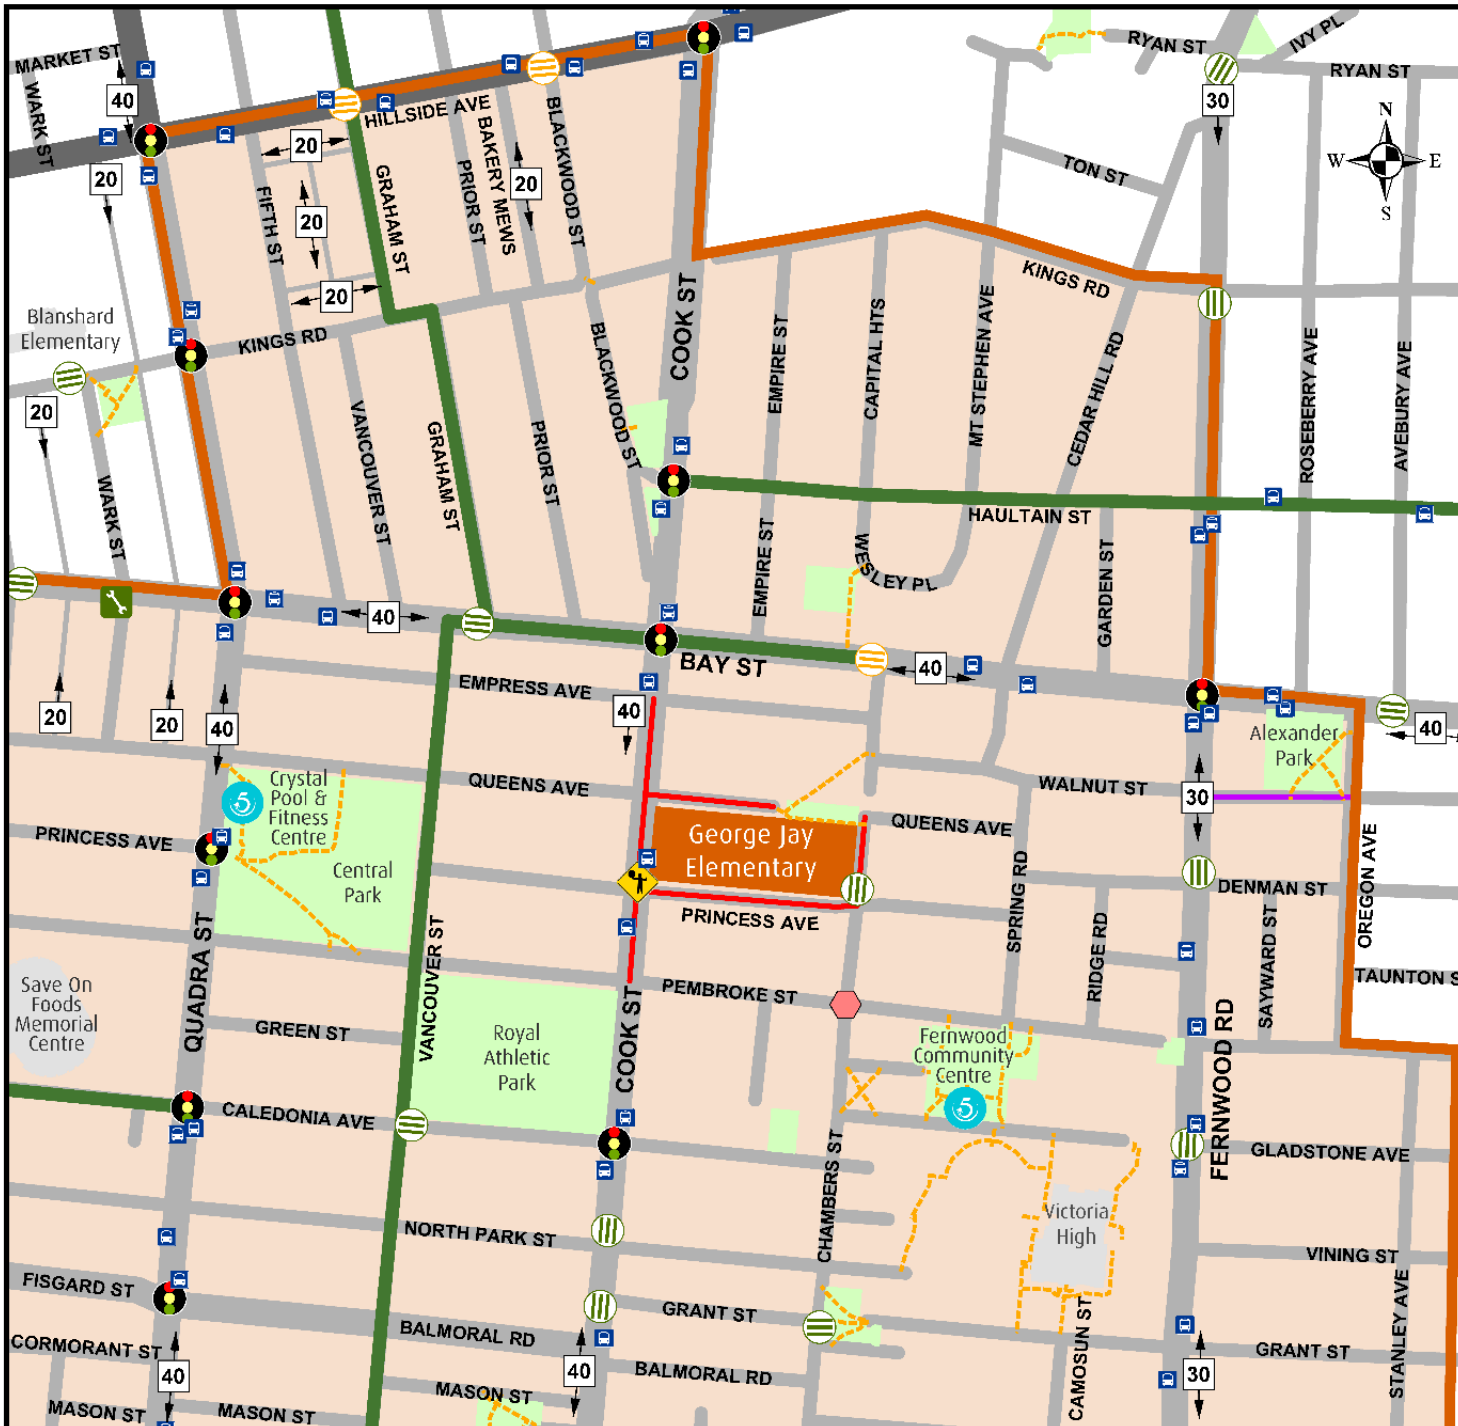 MARKET ST
WARK ST
40
20
HILLSIDE AVE
20
20
20
20
FIFTH ST
GRAHAM ST
PRIOR ST
BAKERY MEWS
BLACKWOOD ST
RYAN ST
IVY PL
RYAN ST
30
N
W
E
S
TON ST
Blanshard
Elementary
KINGS RD
COOK ST
KINGS RD
20
WARK ST
VANCOUVER ST
GRAHAM ST
PRIOR ST
BLACKWOOD ST
EMPIRE ST
CAPITAL HTS
MT STEPHEN AVE
CEDAR HILL RD
ROSEBERRY AVE
AVEBURY AVE
HAULTAIN ST
EMPIRE ST
WESLEY PL
GARDEN ST
40
BAY ST
40
20
20
40
EMPRESS AVE
40
Alexander
Park
40
Crystal
Pool &
Fitness
Centre
5
QUEENS AVE
WALNUT ST
30
PRINCESS AVE
George Jay
Elementary
QUEENS AVE
Central
Park
PRINCESS AVE
SPRING RD
DENMAN ST
OREGON AVE
RIDGE RD
SAYWARD ST
QUADRA ST
VANCOUVER ST
PEMBROKE ST
TAUNTON S
Save On
Foods
Memorial
Centre
GREEN ST
Royal
Athletic
Park
COOK ST
Fernwood
Community
Centre
5
FERNWOOD RD
CALEDONIA AVE
CHAMBERS ST
GLADSTONE AVE
NORTH PARK ST
Victoria
High
VINING ST
FISGARD ST
GRANT ST
STANLEY AVE
BALMORAL RD
CORMORANT ST
40
40
BALMORAL RD
CAMOSUN ST
GRANT ST
30
MASON ST
MASON ST
MASON ST